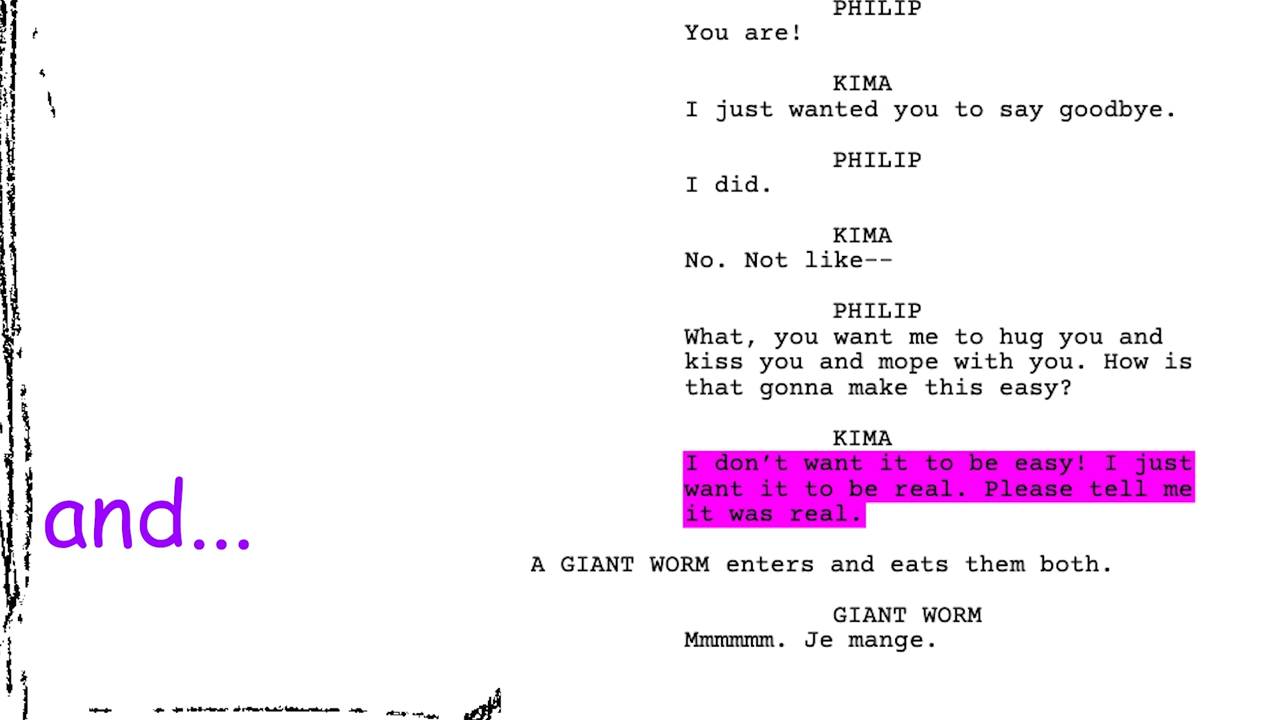 PHILIP
You are!
KIMA
I just wanted you to say goodbye.
PHILIP
I did.
KIMA
No. Not like--
PHILIP
What, you want me to hug you and
kiss you and mope with you. How is
that gonna make this easy?
KIMA
I don’t want it to be easy! I just
want it to be real. Please tell me
it was real.
and...
A GIANT WORM enters and eats them both.
GIANT WORM
Mmmmmm. Je mange.